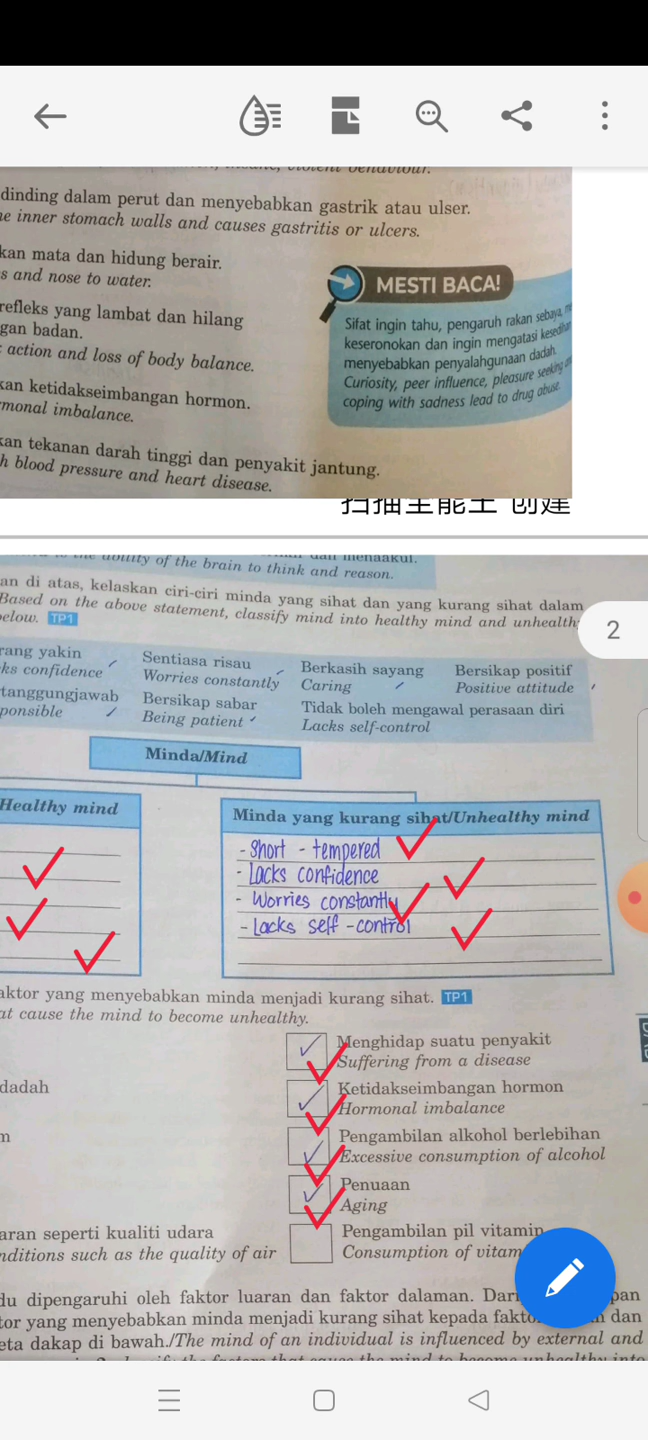 dinding dalam perut dan menyebabkan gastrik atau ulser.
inner stomach walls and causes gastritis or ulcers.
kan mata dan hidung berair.
s and nose to water.
refleks yang lambat dan hilang
gan badan.
action and loss of body balance.
kan ketidakseimbangan hormon.
monal imbalance.
kan tekanan darah tinggi dan penyakit jantung.
h blood pressure and heart disease.
MESTI BACA!
Sifat ingin tahu, pengaruh rakan sebaya,
keseronokan dan ingin mengatasi
menyebabkan penyalahgunaan dadah.
Curiosity, peer influence, pleasure seeking
coping with sadness lead to drug abuse.
扫描全能王 创建
2
the ability of the brain to think and reason.
an di atas, kelaskan ciri-ciri minda yang sihat dan yang kurang sihat dalam
Based on the above statement, classify mind into healthy mind and unhealth
elow. TP1
rang yakin
ks confidence
Sentiasa risau
Worries constantly
Berkasih sayang
Caring
Bersikap positif
Positive attitude
tanggungjawab
ponsible
Bersikap sabar
Being patient
Tidak boleh mengawal perasaan diri
Lacks self-control
Minda/Mind
Healthy mind
Minda yang kurang sihat/Unhealthy mind
- Short - tempered
- Lacks confidence
- Worries constantly
- Lacks self - control
aktor yang menyebabkan minda menjadi kurang sihat. TP1
at cause the mind to become unhealthy.
Menghidap suatu penyakit
Suffering from a disease
dadah
Ketidakseimbangan hormon
Hormonal imbalance
m
Pengambilan alkohol berlebihan
Excessive consumption of alcohol
Penuaan
Aging
aran seperti kualiti udara
nditions such as the quality of air
Pengambilan pil vitamin
Consumption of vitam
du dipengaruhi oleh faktor luaran dan faktor dalaman. Dari pan
tor yang menyebabkan minda menjadi kurang sihat kepada fakto n dan
eta dakap di bawah./The mind of an individual is influenced by external and